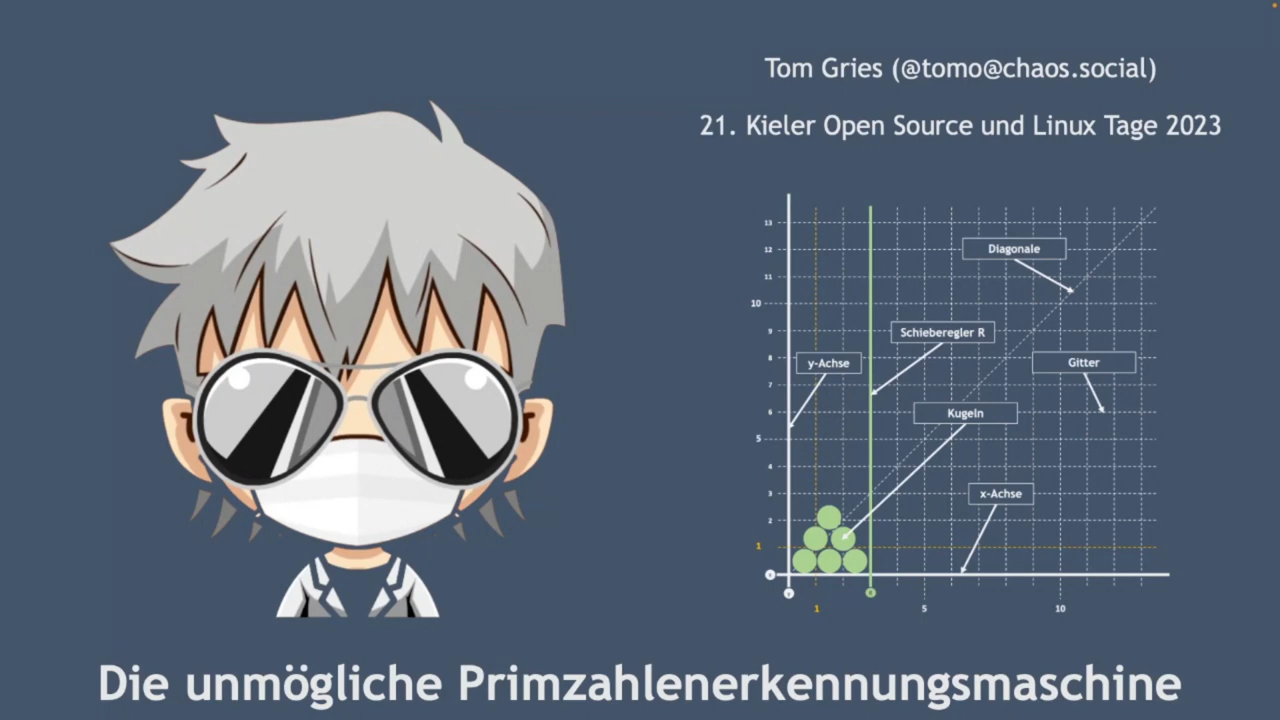 Tom Gries (@tomo@chaos.social)
21. Kieler Open Source und Linux Tage 2023
13
12
Diagonale
11
10
9
Schieberegler R
8
y-Achse
Gitter
7
6
Kugeln
5
4
3
x-Achse
2
1
x
y
R
1
5
10
Die unmögliche Primzahlenerkennungsmaschine